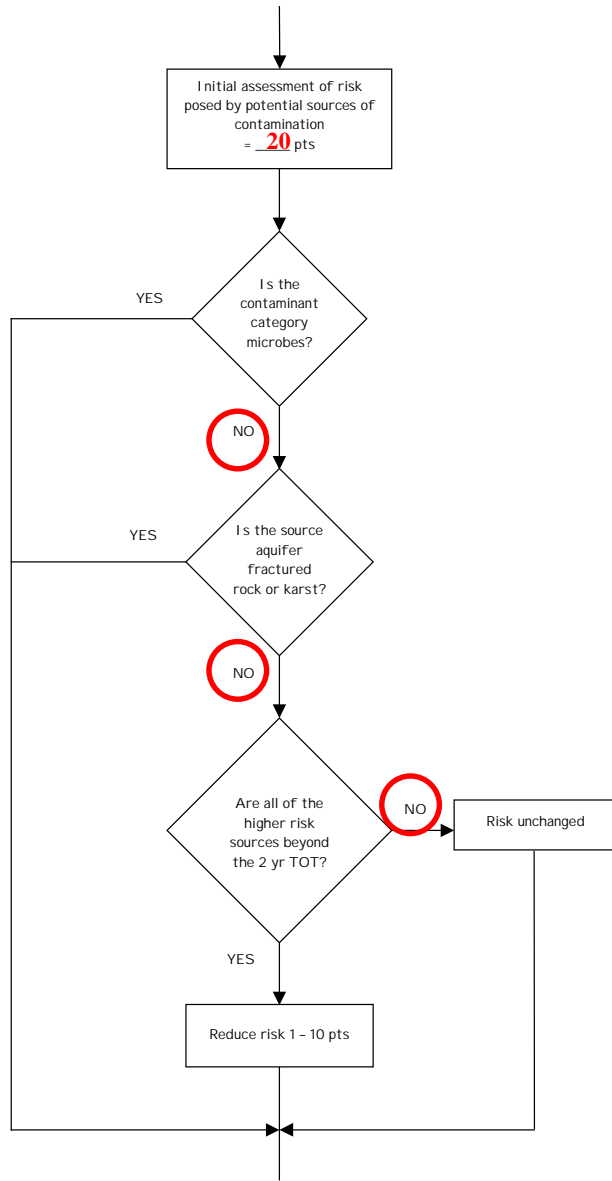 Initial assessment of risk
posed by potential sources of
contamination
= 20 pts
Is the
contaminant
category
microbes?
YES
NO
Is the source
aquifer
fractured
rock or karst?
YES
NO
Are all of the
higher risk
sources beyond
the 2 yr TOT?
NO
Risk unchanged
YES
Reduce risk 1 – 10 pts